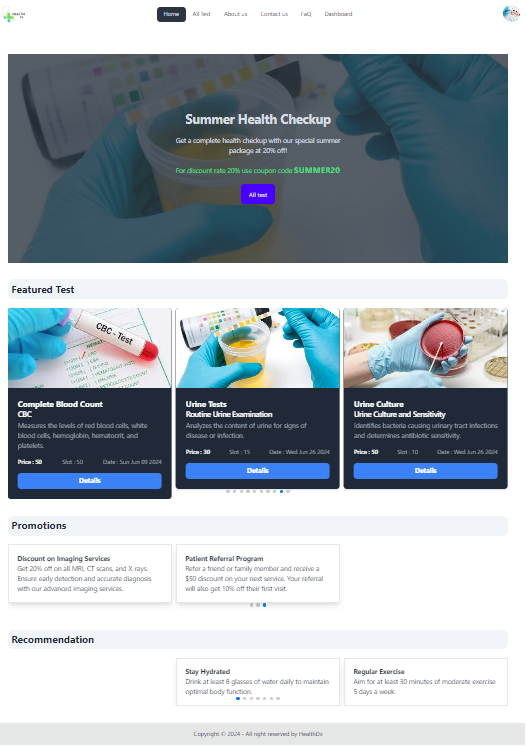 HEALTH
Home All Test About us Contact us FaQ Dashboard
Summer Health Checkup
Get a complete health checkup with our special summer
package at 20% off!
For discount rate 20% use coupon code SUMMER20
All test
Featured Test
CBC - Test
Complete Blood Count
CBC
Measures the levels of red blood cells, white
blood cells, hemoglobin, hematocrit, and
platelets.
Price : 50 Slot : 50 Date : Sun Jun 09 2024
Details
Urine Tests
Routine Urine Examination
Analyzes the content of urine for signs of
disease or infection.
Price : 30 Slot : 15 Date : Wed Jun 26 2024
Details
Urine Culture
Urine Culture and Sensitivity
Identifies bacteria causing urinary tract infections
and determines antibiotic sensitivity.
Price : 50 Slot : 10 Date : Wed Jun 26 2024
Details
Promotions
Discount on Imaging Services
Get 20% off on all MRI, CT scans, and X-rays.
Ensure early detection and accurate diagnosis
with our advanced imaging services.
Patient Referral Program
Refer a friend or family member and receive a
$50 discount on your next service. Your referral
will also get 10% off their first visit.
Recommendation
Stay Hydrated
Drink at least 8 glasses of water daily to maintain
optimal body function.
Regular Exercise
Aim for at least 30 minutes of moderate exercise
5 days a week.
Copyright © 2024 - All right reserved by HealthDx